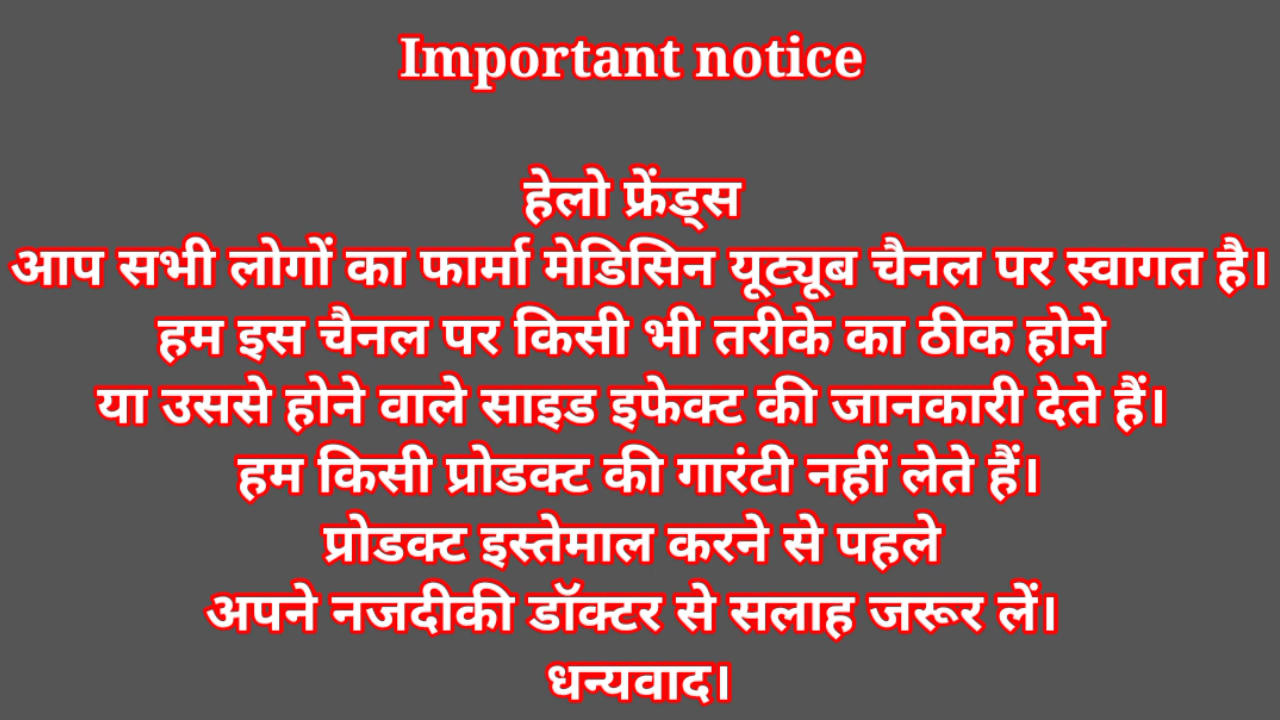 Important notice
हेलो फ्रेंड्स
आप सभी लोगों का फार्मा मेडिसिन यूट्यूब चैनल पर स्वागत है।
हम इस चैनल पर किसी भी तरीके का ठीक होने
या उससे होने वाले साइड इफेक्ट की जानकारी देते हैं।
हम किसी प्रोडक्ट की गारंटी नहीं लेते हैं।
प्रोडक्ट इस्तेमाल करने से पहले
अपने नजदीकी डॉक्टर से सलाह जरूर लें।
धन्यवाद।